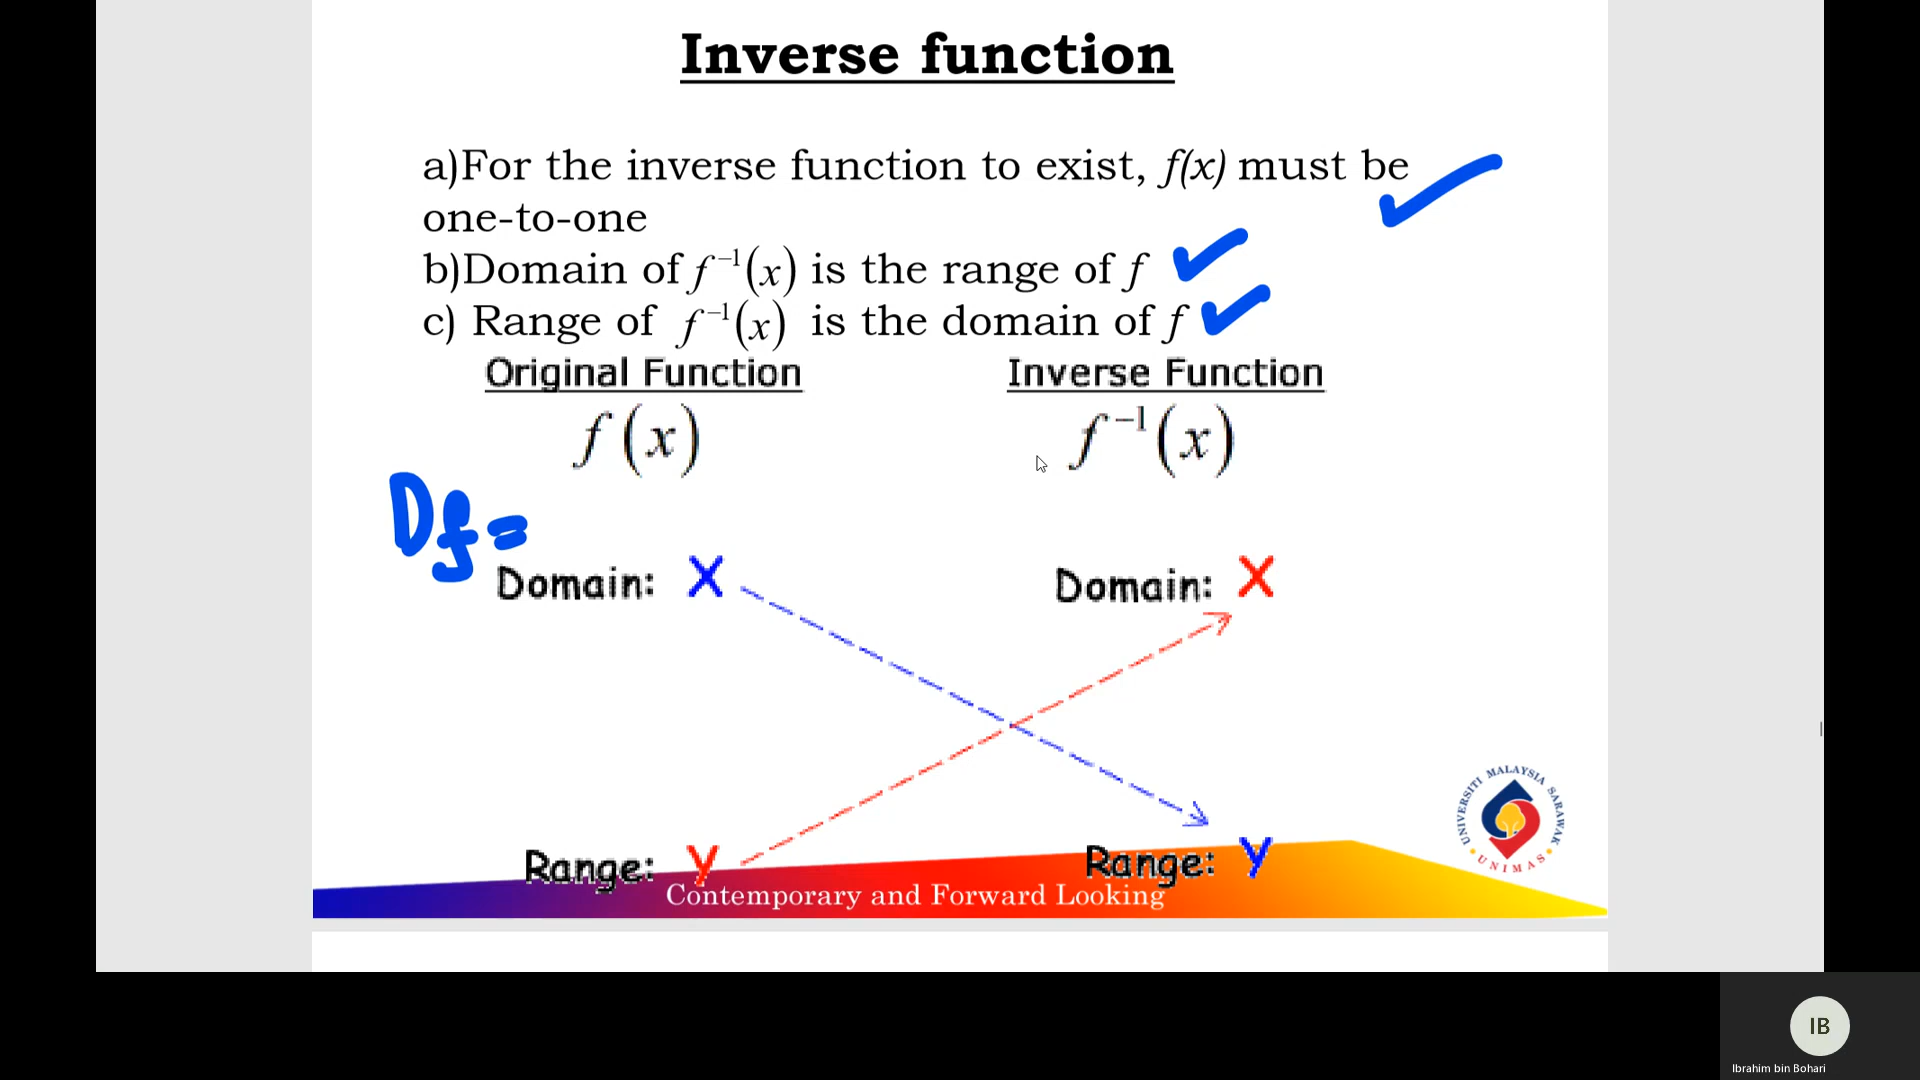 Inverse function
a)For the inverse function to exist, f(x) must be
one-to-one
b)Domain of f⁻¹(x) is the range of f
c) Range of f⁻¹(x) is the domain of f
Original Function
Inverse Function
f(x)
f⁻¹(x)
Df=
Domain: X
Domain: X
Range: y
Range: y
UNIVERSITI MALAYSIA SARAWAK
UNIMAS
Contemporary and Forward Looking
IB
Ibrahim bin Bohari